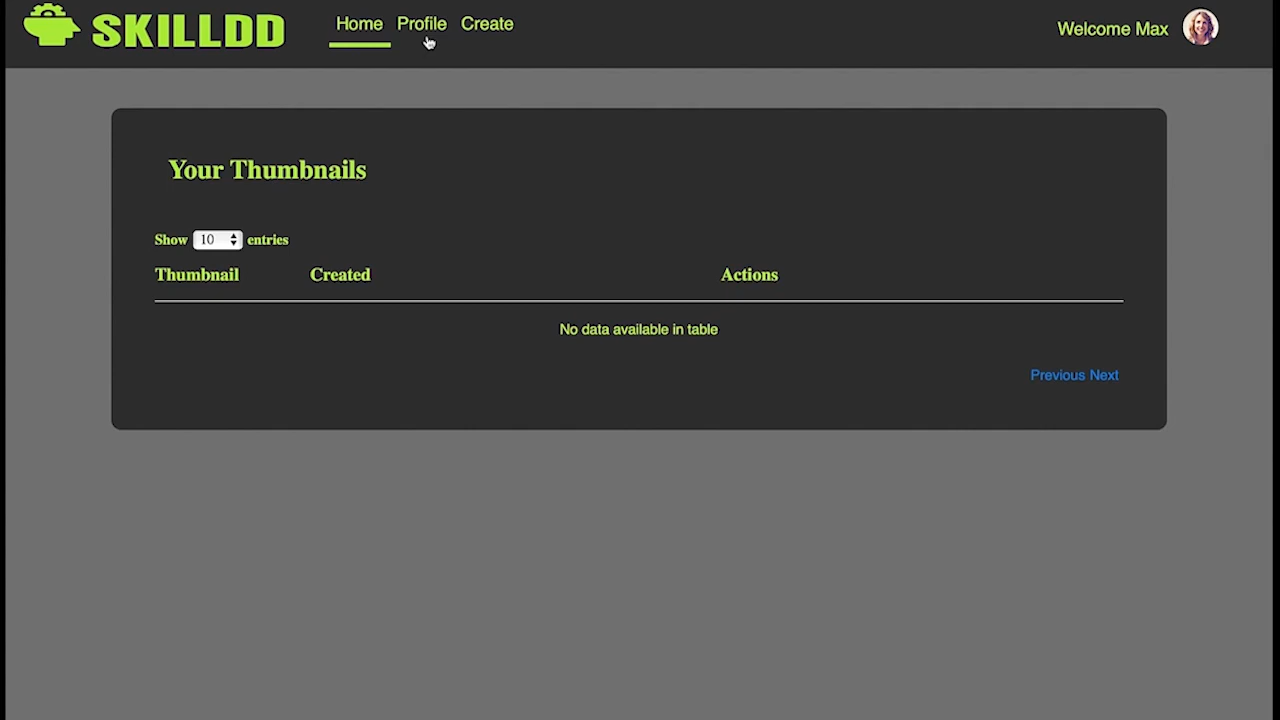 SKILLDD Home Profile Create Welcome Max
Your Thumbnails
Show 10 entries
Thumbnail Created Actions
No data available in table
Previous Next